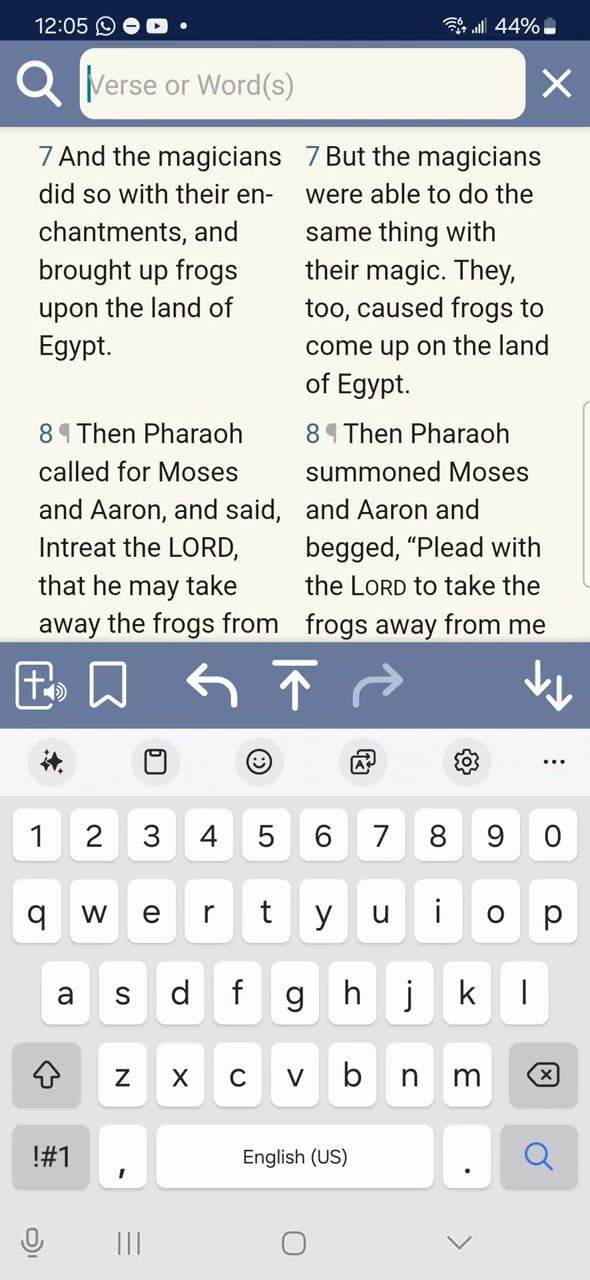 12:05 44%
Verse or Word(s)
7 And the magicians
did so with their en-
chantments, and
brought up frogs
upon the land of
Egypt.
7 But the magicians
were able to do the
same thing with
their magic. They,
too, caused frogs to
come up on the land
of Egypt.
8 ¶ Then Pharaoh
called for Moses
and Aaron, and said,
Intreat the LORD,
that he may take
away the frogs from
8 ¶ Then Pharaoh
summoned Moses
and Aaron and
begged, “Plead with
the LORD to take the
frogs away from me
1 2 3 4 5 6 7 8 9 0
q w e r t y u i o p
a s d f g h j k l
z x c v b n m
!#1 , English (US) .